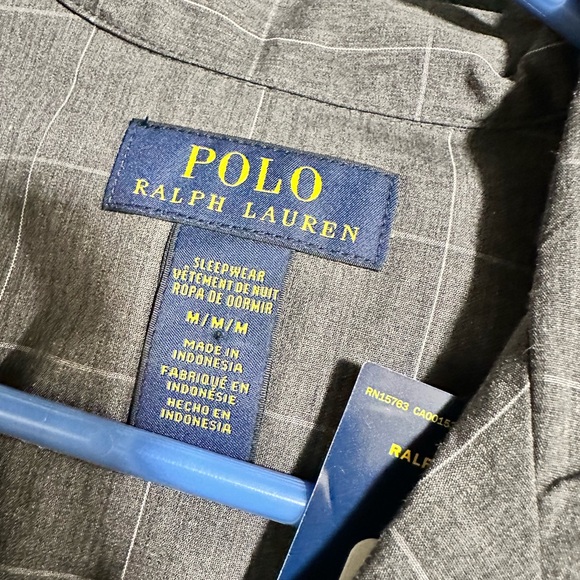 POLO
RALPH LAUREN
SLEEPWEAR
VÊTEMENT DE NUIT
ROPA DE DORMIR
M/M/M
MADE IN
INDONESIA
FABRIQUÉ EN
INDONÉSIE
HECHO EN
INDONESIA
RN15763